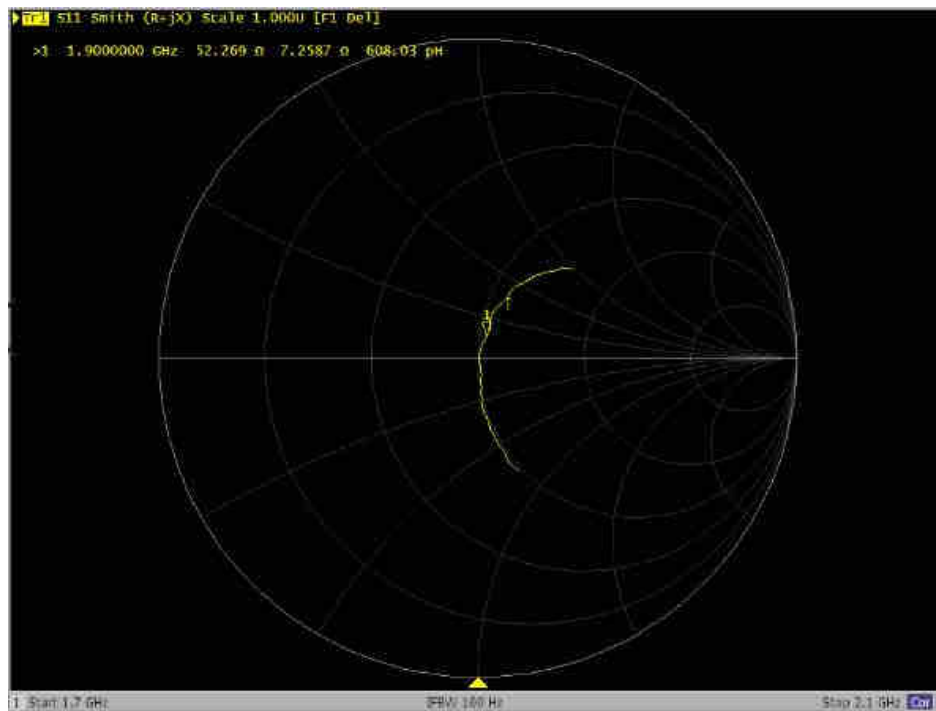 Tr1 S11 Smith (R+jX) Scale 1.000U [F1 Del]
>1 1.9000000 GHz 52.269 Ω 7.2587 Ω 608.03 pH
1
1 Start 1.7 GHz IFBW 100 Hz Stop 2.1 GHz Cor